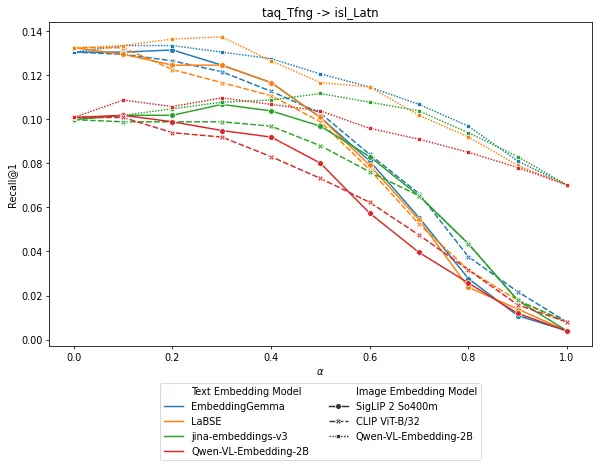 taq_Tfng -> isl_Latn
Recall@1
0.14
0.12
0.10
0.08
0.06
0.04
0.02
0.00
0.0
0.2
0.4
0.6
0.8
1.0
α
Text Embedding Model
EmbeddingGemma
LaBSE
jina-embeddings-v3
Qwen-VL-Embedding-2B
Image Embedding Model
SigLIP 2 So400m
CLIP ViT-B/32
Qwen-VL-Embedding-2B